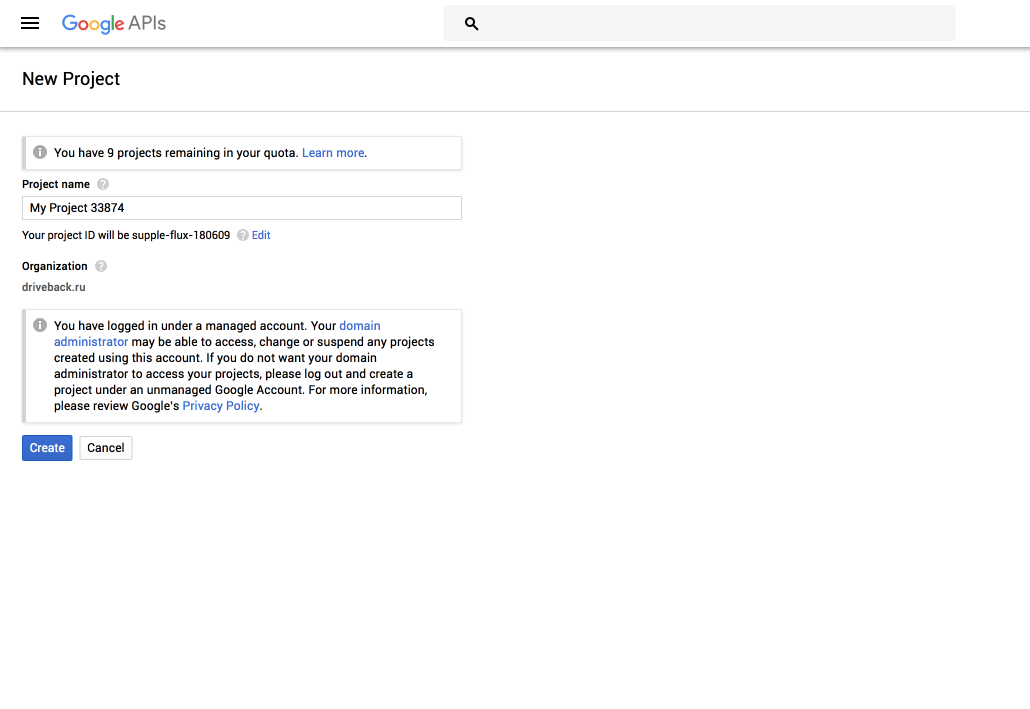 Google APIs
New Project
You have 9 projects remaining in your quota. Learn more.
Project name
My Project 33874
Your project ID will be supple-flux-180609 Edit
Organization
driveback.ru
You have logged in under a managed account. Your domain
administrator may be able to access, change or suspend any projects
created using this account. If you do not want your domain
administrator to access your projects, please log out and create a
project under an unmanaged Google Account. For more information,
please review Google's Privacy Policy.
Create Cancel